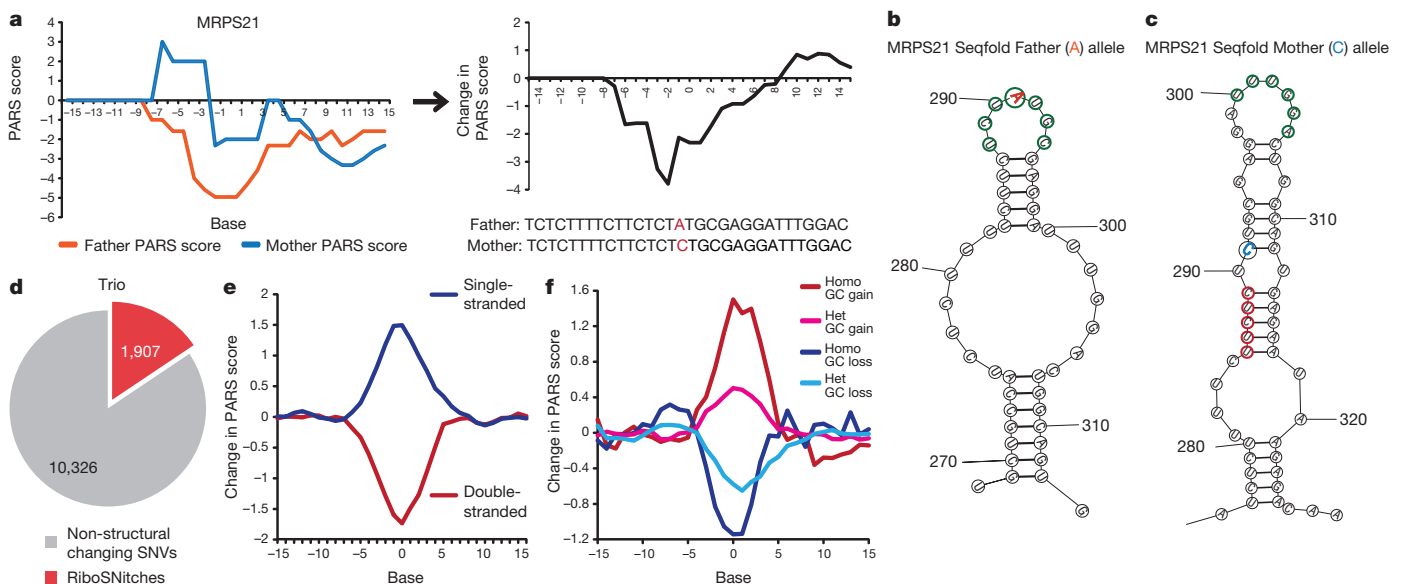 a
MRPS21
PARS score
4
3
2
1
0
−1
−2
−3
−4
−5
6
−15 −13 −11 −9 −7 −5 −3 −1 1 3 5 7 9 11 13 15
Base
Father PARS score
Mother PARS score
Change in
PARS score
2
1
0
−1
−2
−3
−4
−14 −12 −10 −8 −6 −4 −2 0 2 4 6 8 10 12 14
Father: TCTCTTTTCTTCTCTATGCGAGGATTTGGAC
Mother: TCTCTTTTCTTCTCTCTGCGAGGATTTGGAC
b
MRPS21 Seqfold Father (A) allele
290
A
300
280
310
270
c
MRPS21 Seqfold Mother (C) allele
300
310
C
290
320
280
d
Trio
1,907
10,326
Non-structural
changing SNVs
RiboSNitches
e
Change in PARS score
2
1.5
1
0.5
0
−0.5
−1
−1.5
−2
−15 −10 −5 0 5 10 15
Base
Single-
stranded
Double-
stranded
f
Change in PARS score
1.6
1.2
0.8
0.4
0
−0.4
−0.8
−1.2
−15 −10 −5 0 5 10 15
Base
Homo
GC gain
Het
GC gain
Homo
GC loss
Het
GC loss